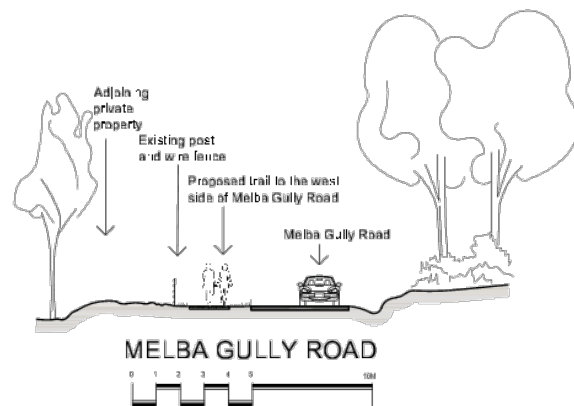 Adjoining
private
property
Existing post
and wire fence
Proposed trail to the west
side of Melba Gully Road
Melba Gully Road
MELBA GULLY ROAD
0 1 2 3 4 5 10M